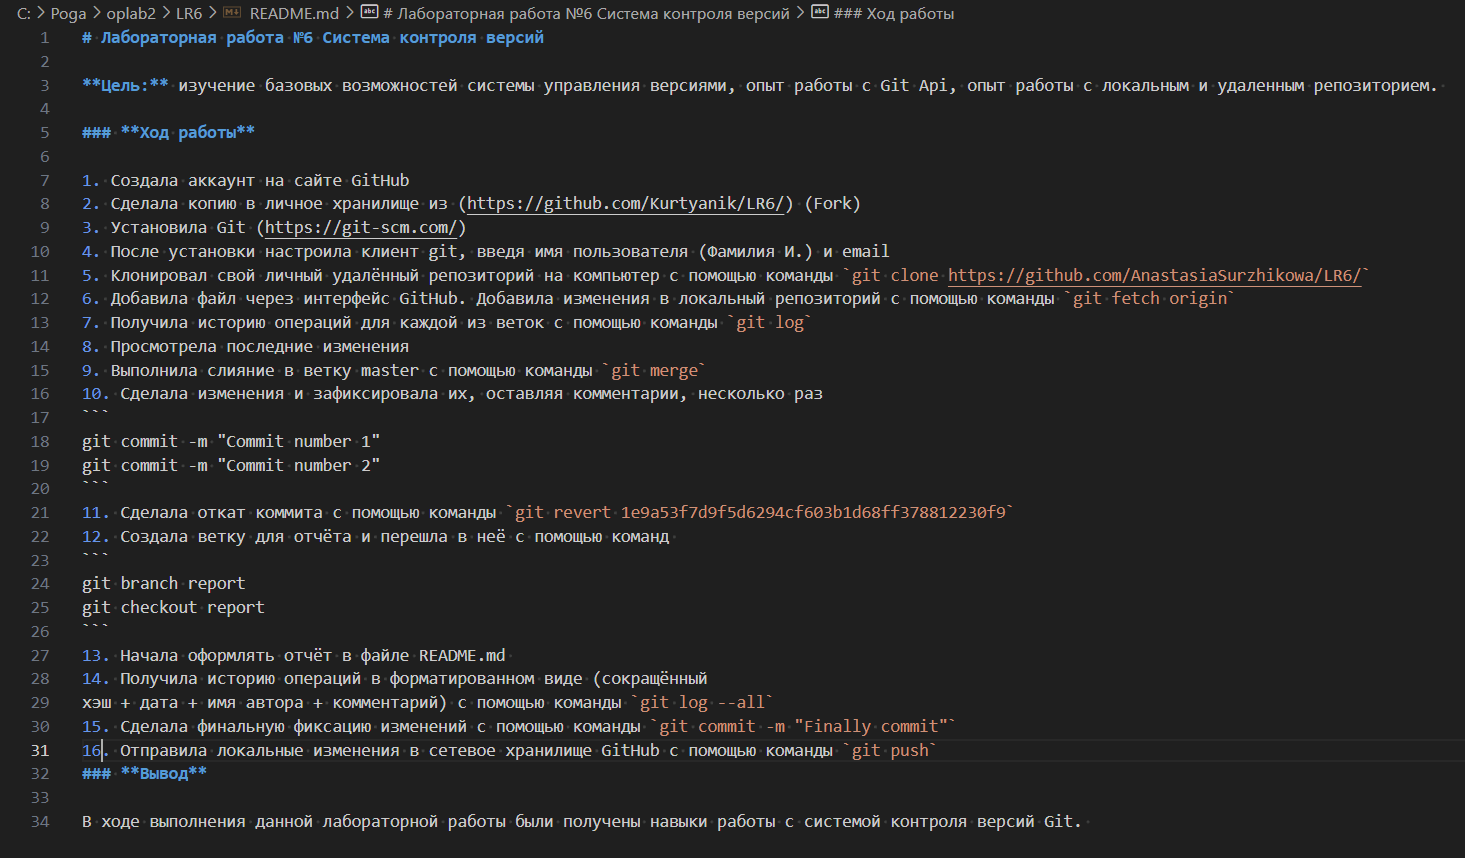 C: > Poga > oplab2 > LR6 > README.md > # Лабораторная работа №6 Система контроля версий > ### Ход работы
1 # Лабораторная работа №6 Система контроля версий
2
3 **Цель:** изучение базовых возможностей системы управления версиями, опыт работы с Git Api, опыт работы с локальным и удаленным репозиторием.
4
5 ### **Ход работы**
6
7 1. Создала аккаунт на сайте GitHub
8 2. Сделала копию в личное хранилище из (https://github.com/Kurtyanik/LR6/) (Fork)
9 3. Установила Git (https://git-scm.com/)
10 4. После установки настроила клиент git, введя имя пользователя (Фамилия И.) и email
11 5. Клонировал свой личный удалённый репозиторий на компьютер с помощью команды `git clone https://github.com/AnastasiaSurzhikowa/LR6/`
12 6. Добавила файл через интерфейс GitHub. Добавила изменения в локальный репозиторий с помощью команды `git fetch origin`
13 7. Получила историю операций для каждой из веток с помощью команды `git log`
14 8. Просмотрела последние изменения
15 9. Выполнила слияние в ветку master с помощью команды `git merge`
16 10. Сделала изменения и зафиксировала их, оставляя комментарии, несколько раз
17 ```
18 git commit -m "Commit number 1"
19 git commit -m "Commit number 2"
20 ```
21 11. Сделала откат коммита с помощью команды `git revert 1e9a53f7d9f5d6294cf603b1d68ff378812230f9`
22 12. Создала ветку для отчёта и перешла в неё с помощью команд
23 ```
24 git branch report
25 git checkout report
26 ```
27 13. Начала оформлять отчёт в файле README.md
28 14. Получила историю операций в форматированном виде (сокращённый
29 хэш + дата + имя автора + комментарий) с помощью команды `git log --all`
30 15. Сделала финальную фиксацию изменений с помощью команды `git commit -m "Finally commit"`
31 16. Отправила локальные изменения в сетевое хранилище GitHub с помощью команды `git push`
32 ### **Вывод**
33
34 В ходе выполнения данной лабораторной работы были получены навыки работы с системой контроля версий Git.